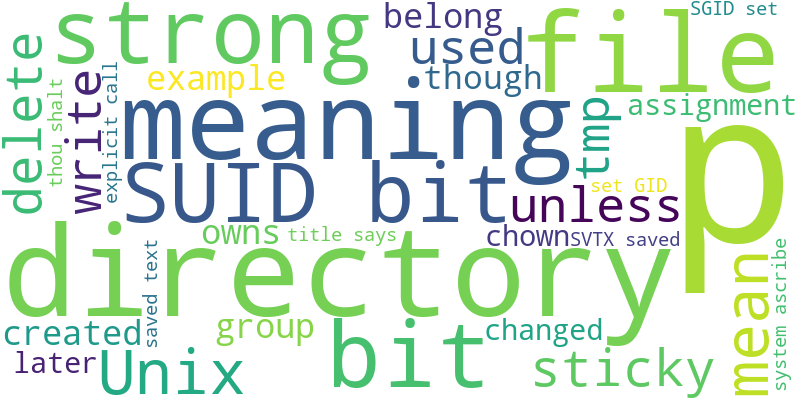 strong
belong
SGID set
file
used
delete
explicit call
thou shalt
write
example
though
meaning
tmp
assignment
p
SUID bit
set GID
unless
directory
owns
title says
chown
SVTX saved
mean
system ascribe
saved text
created
group
bit
changed
later
Unix
sticky